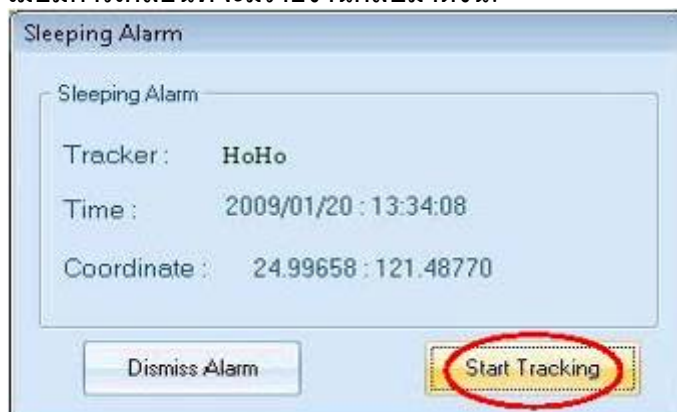 Sleeping Alarm
Sleeping Alarm
Tracker: HoHo
Time : 2009/01/20 : 13:34:08
Coordinate : 24.99658 : 121.48770
Dismiss Alarm
Start Tracking